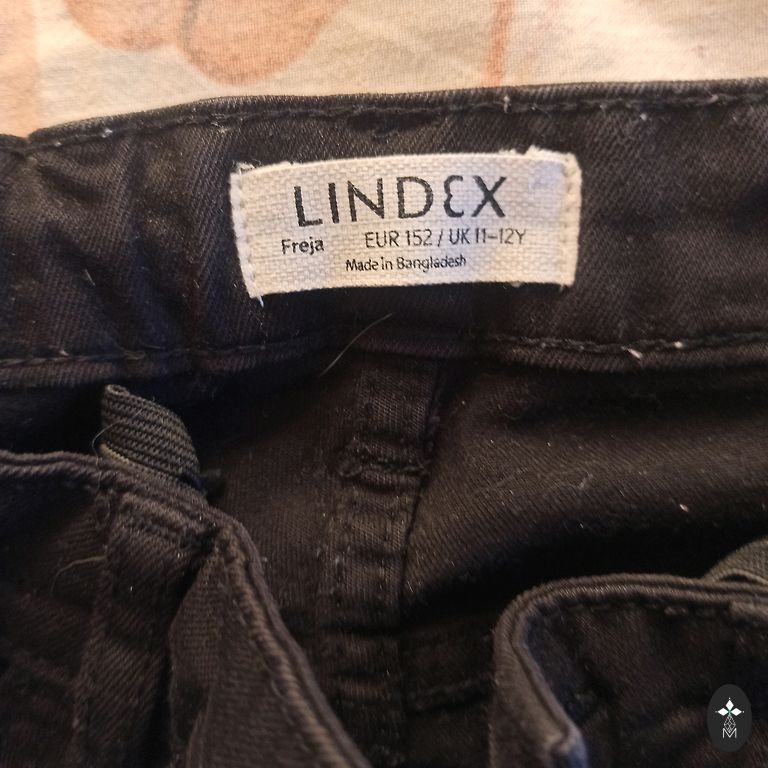 LINDEX
Freja EUR 152 / UK 11-12Y
Made in Bangladesh
M